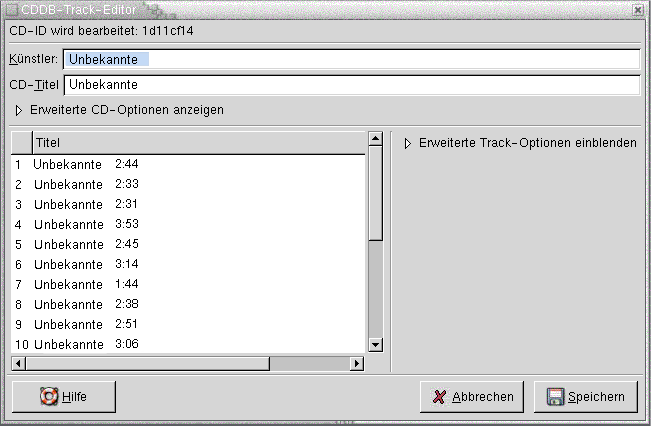 CDDB-Track-Editor
CD-ID wird bearbeitet: 1d11cf14
Künstler: Unbekannte
CD-Titel Unbekannte
Erweiterte CD-Optionen anzeigen
Titel
1 Unbekannte 2:44
2 Unbekannte 2:33
3 Unbekannte 2:31
4 Unbekannte 3:53
5 Unbekannte 2:45
6 Unbekannte 3:14
7 Unbekannte 1:44
8 Unbekannte 2:38
9 Unbekannte 2:51
10 Unbekannte 3:06
Erweiterte Track-Optionen einblenden
Hilfe
Abbrechen
Speichern